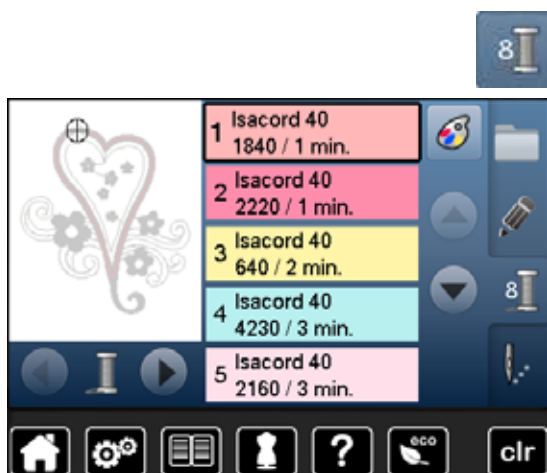 8
1 Isacord 40
1840 / 1 min.
2 Isacord 40
2220 / 1 min.
3 Isacord 40
640 / 2 min.
4 Isacord 40
4230 / 3 min.
5 Isacord 40
2160 / 3 min.
8
?
eco
clr